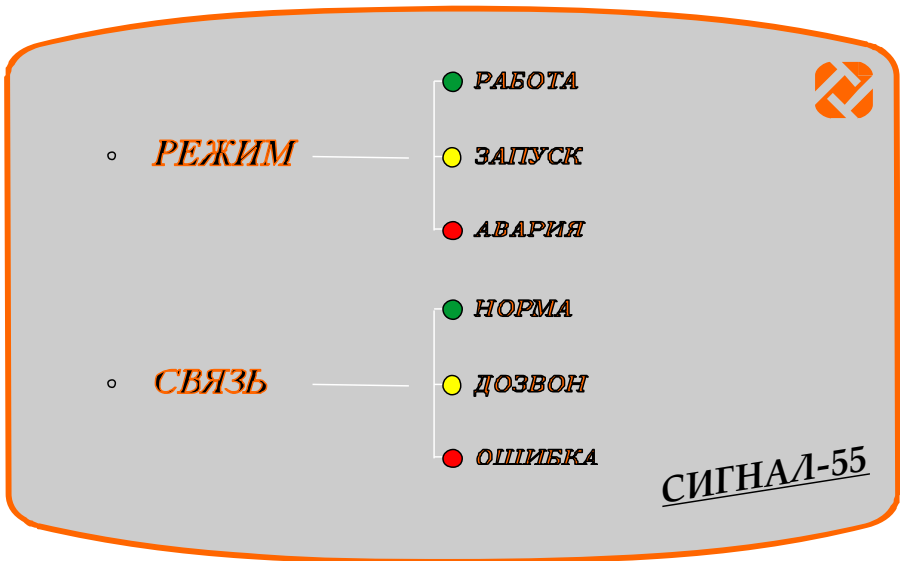 РЕЖИМ
РАБОТА
ЗАПУСК
АВАРИЯ
СВЯЗЬ
НОРМА
ДОЗВОН
ОШИБКА
СИГНАЛ-55